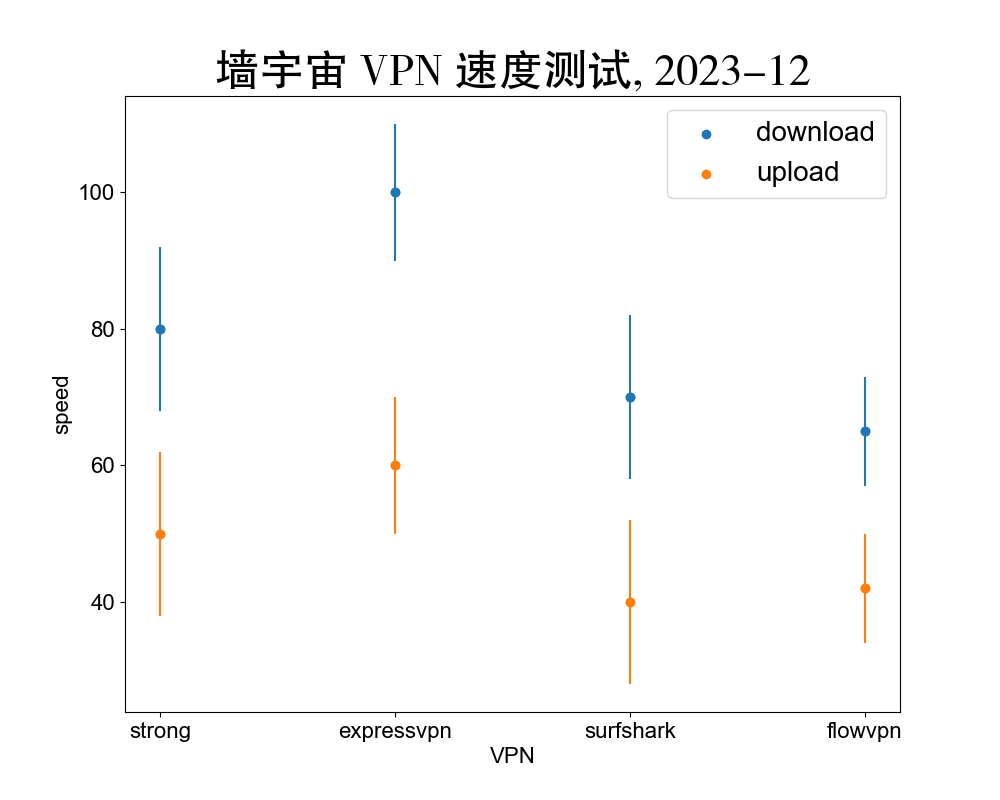 墙宇宙 VPN 速度测试, 2023-12
download
upload
100
80
60
40
speed
strong expressvpn surfshark flowvpn
VPN